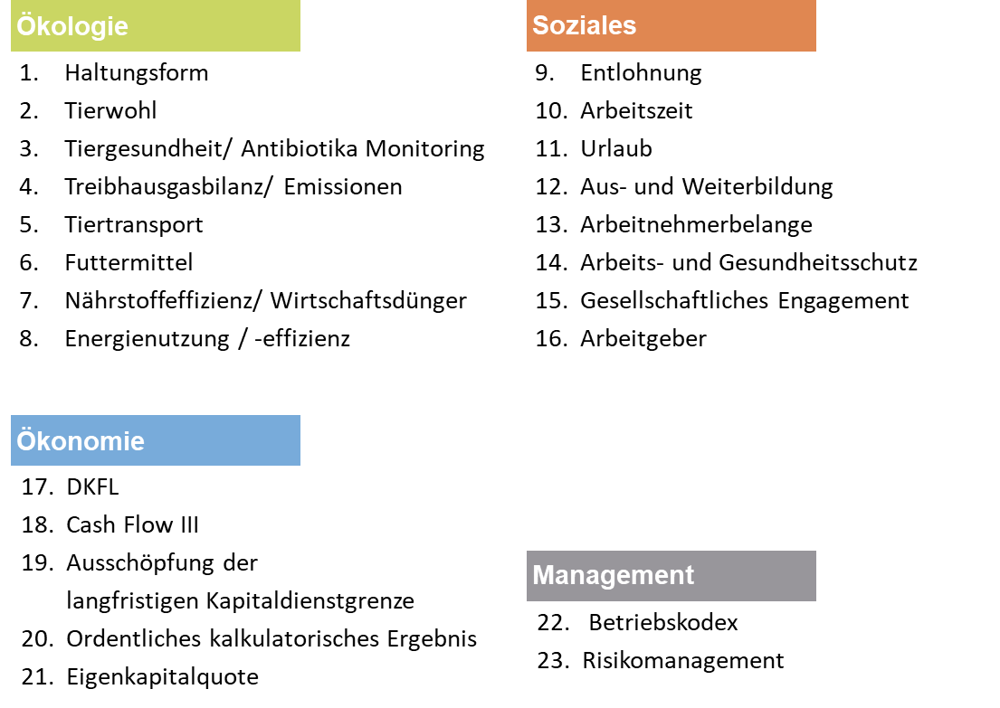 Ökologie
1. Haltungsform
2. Tierwohl
3. Tiergesundheit/ Antibiotika Monitoring
4. Treibhausgasbilanz/ Emissionen
5. Tiertransport
6. Futtermittel
7. Nährstoffeffizienz/ Wirtschaftsdünger
8. Energienutzung / -effizienz
Soziales
9. Entlohnung
10. Arbeitszeit
11. Urlaub
12. Aus- und Weiterbildung
13. Arbeitnehmerbelange
14. Arbeits- und Gesundheitsschutz
15. Gesellschaftliches Engagement
16. Arbeitgeber
Ökonomie
17. DKFL
18. Cash Flow III
19. Ausschöpfung der
langfristigen Kapitaldienstgrenze
20. Ordentliches kalkulatorisches Ergebnis
21. Eigenkapitalquote
Management
22. Betriebskodex
23. Risikomanagement